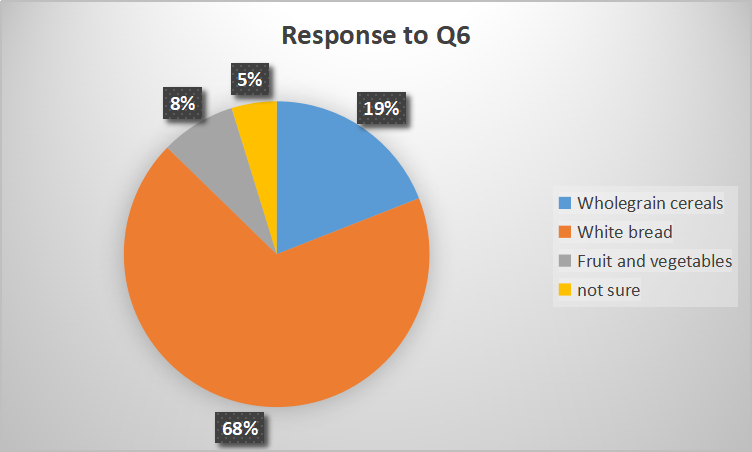 Response to Q6
5%
8%
19%
Wholegrain cereals
White bread
Fruit and vegetables
not sure
68%